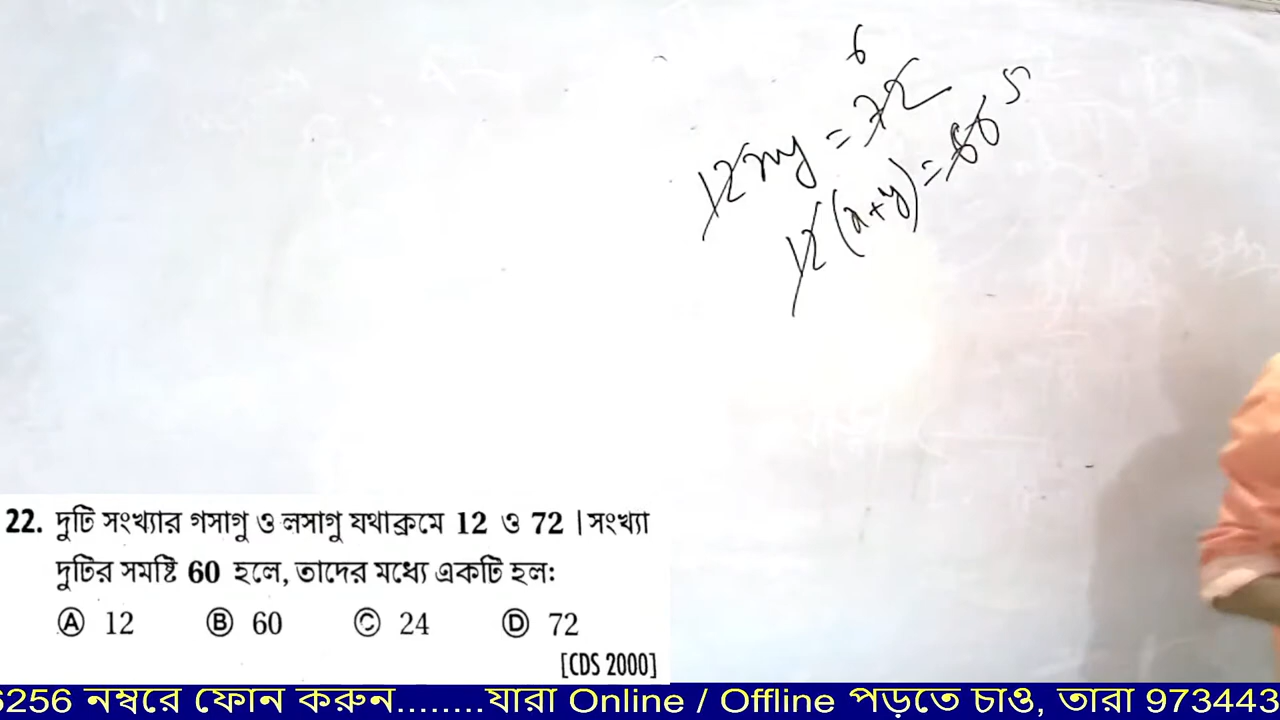 6
12xy = 72
5
12(x+y) = 60
22. দুটি সংখ্যার গসাগু ও লসাগু যথাক্রমে 12 ও 72 | সংখ্যা
দুটির সমষ্টি 60 হলে, তাদের মধ্যে একটি হলঃ
Ⓐ 12 Ⓑ 60 Ⓒ 24 Ⓓ 72
[CDS 2000]
6256 নম্বরে ফোন করুন........যারা Online / Offline পড়তে চাও, তারা 973443